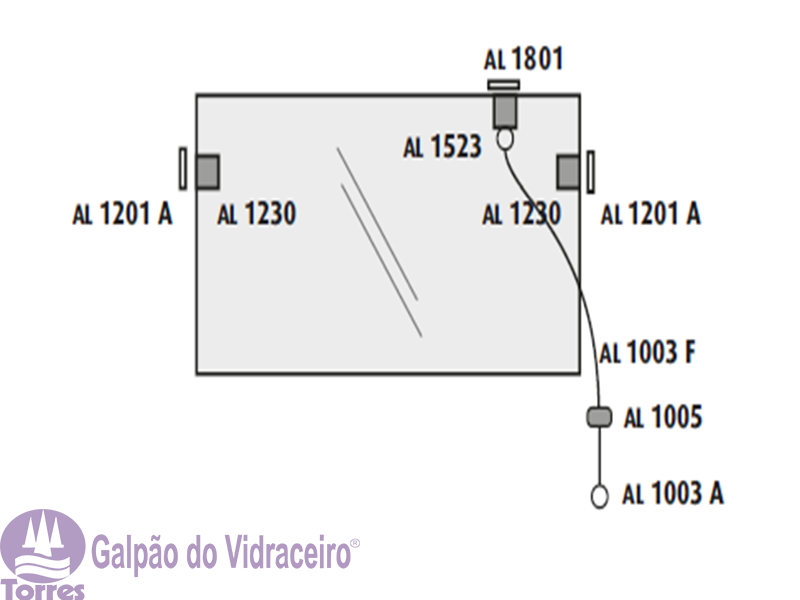 AL 1801
AL 1523
AL 1201 A
AL 1230
AL 1230
AL 1201 A
AL 1003 F
AL 1005
AL 1003 A
Galpão do Vidraceiro®
Torres